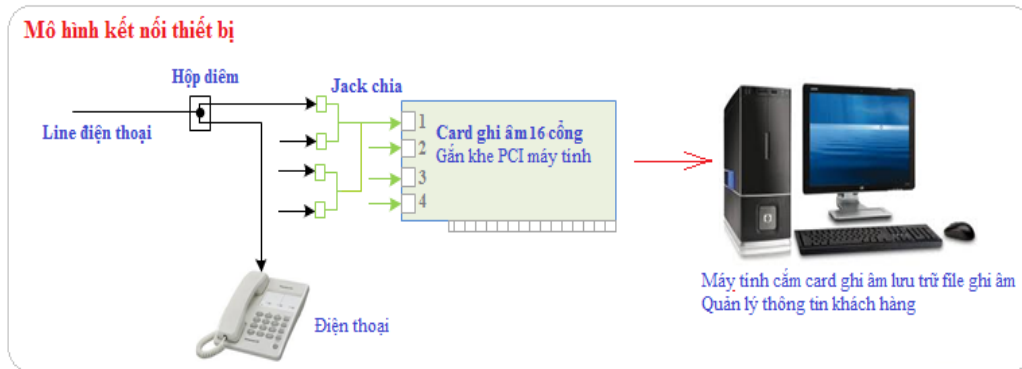 Mô hình kết nối thiết bị
Hộp diêm
Jack chia
Line điện thoại
1
2
3
4
Card ghi âm 16 cổng
Gắn khe PCI máy tính
Máy tính cắm card ghi âm lưu trữ file ghi âm
Quản lý thông tin khách hàng
Điện thoại